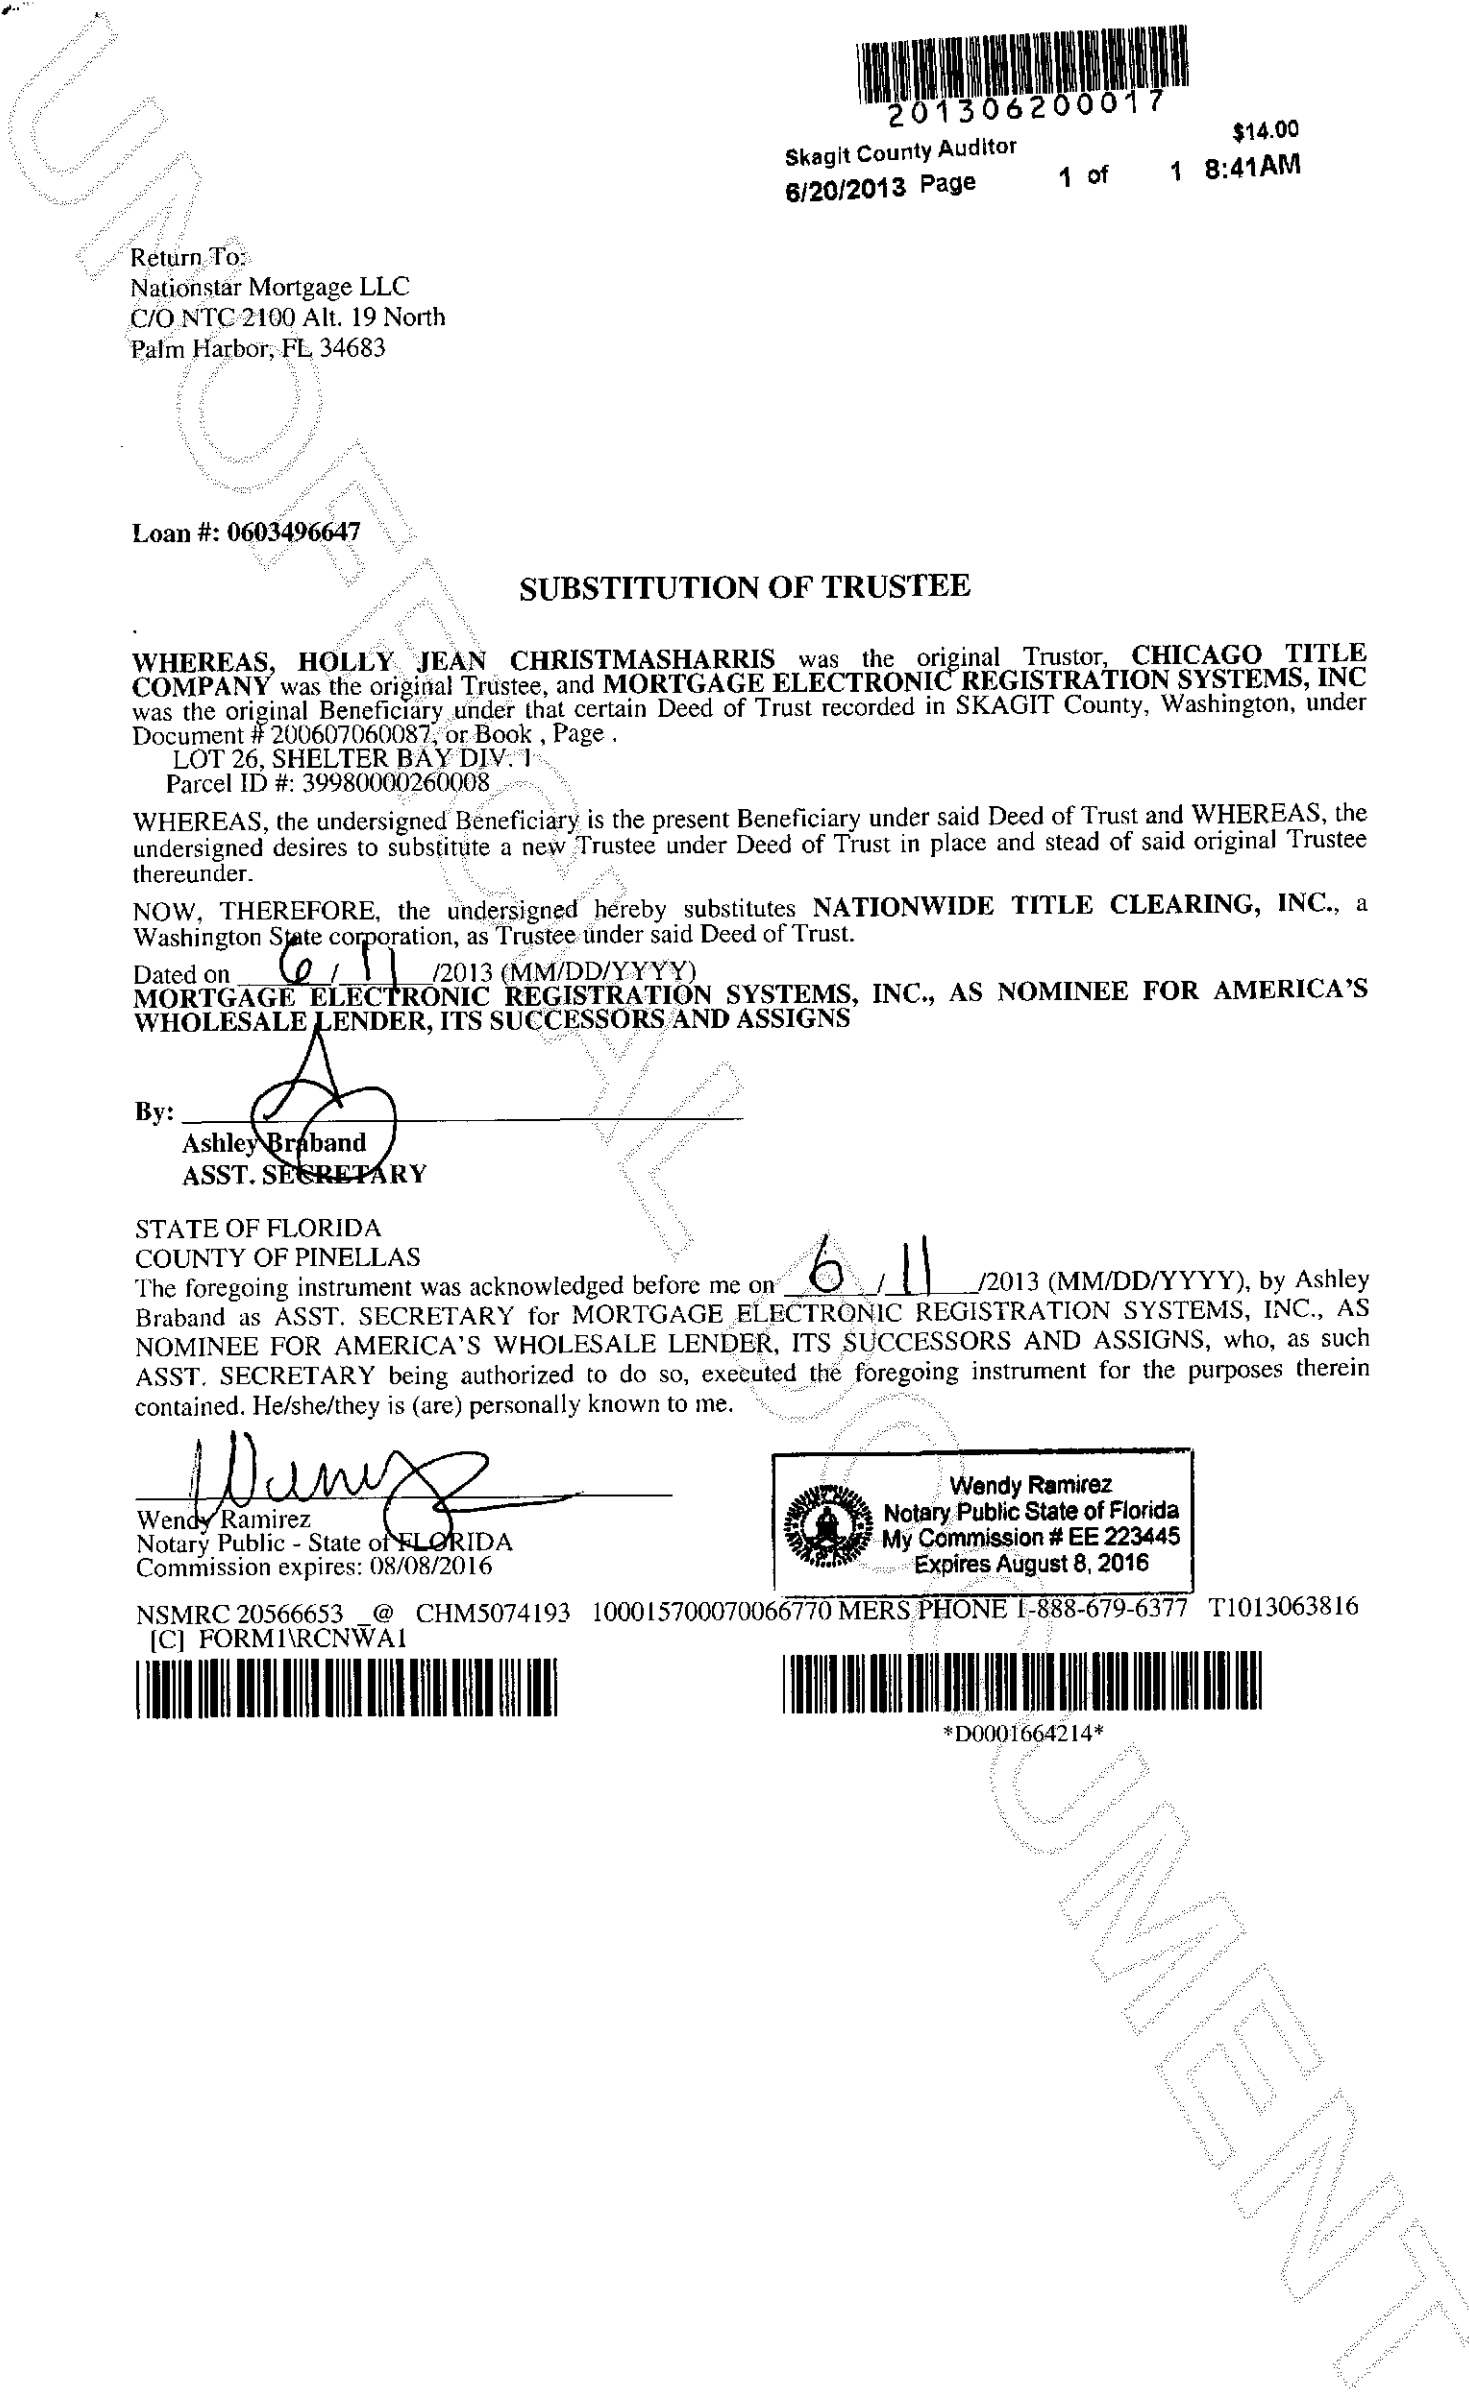 201306200017
Skagit County Auditor $14.00
6/20/2013 Page 1 of 1 8:41AM
Return To:
Nationstar Mortgage LLC
C/O NTC 2100 Alt. 19 North
Palm Harbor, FL 34683
Loan #: 0603496647
SUBSTITUTION OF TRUSTEE
WHEREAS, HOLLY JEAN CHRISTMASHARRIS was the original Trustor, CHICAGO TITLE
COMPANY was the original Trustee, and MORTGAGE ELECTRONIC REGISTRATION SYSTEMS, INC
was the original Beneficiary under that certain Deed of Trust recorded in SKAGIT County, Washington, under
Document # 200607060087, or Book , Page .
LOT 26, SHELTER BAY DIV. 1
Parcel ID #: 39980000260008
WHEREAS, the undersigned Beneficiary is the present Beneficiary under said Deed of Trust and WHEREAS, the
undersigned desires to substitute a new Trustee under Deed of Trust in place and stead of said original Trustee
thereunder.
NOW, THEREFORE, the undersigned hereby substitutes NATIONWIDE TITLE CLEARING, INC., a
Washington State corporation, as Trustee under said Deed of Trust.
Dated on 6 / 11 /2013 (MM/DD/YYYY)
MORTGAGE ELECTRONIC REGISTRATION SYSTEMS, INC., AS NOMINEE FOR AMERICA'S
WHOLESALE LENDER, ITS SUCCESSORS AND ASSIGNS
By:
Ashley Braband
ASST. SECRETARY
STATE OF FLORIDA
COUNTY OF PINELLAS
The foregoing instrument was acknowledged before me on 6 / 11 /2013 (MM/DD/YYYY), by Ashley
Braband as ASST. SECRETARY for MORTGAGE ELECTRONIC REGISTRATION SYSTEMS, INC., AS
NOMINEE FOR AMERICA'S WHOLESALE LENDER, ITS SUCCESSORS AND ASSIGNS, who, as such
ASST. SECRETARY being authorized to do so, executed the foregoing instrument for the purposes therein
contained. He/she/they is (are) personally known to me.
Wendy Ramirez
Notary Public - State of FLORIDA
Commission expires: 08/08/2016
Wendy Ramirez
Notary Public State of Florida
My Commission # EE 223445
Expires August 8, 2016
NSMRC 20566653 _@ CHM5074193 100015700070066770 MERS PHONE 1-888-679-6377 T1013063816
[C] FORM1\RCNWA1
*D0001664214*
UNOFFICIAL DOCUMENT